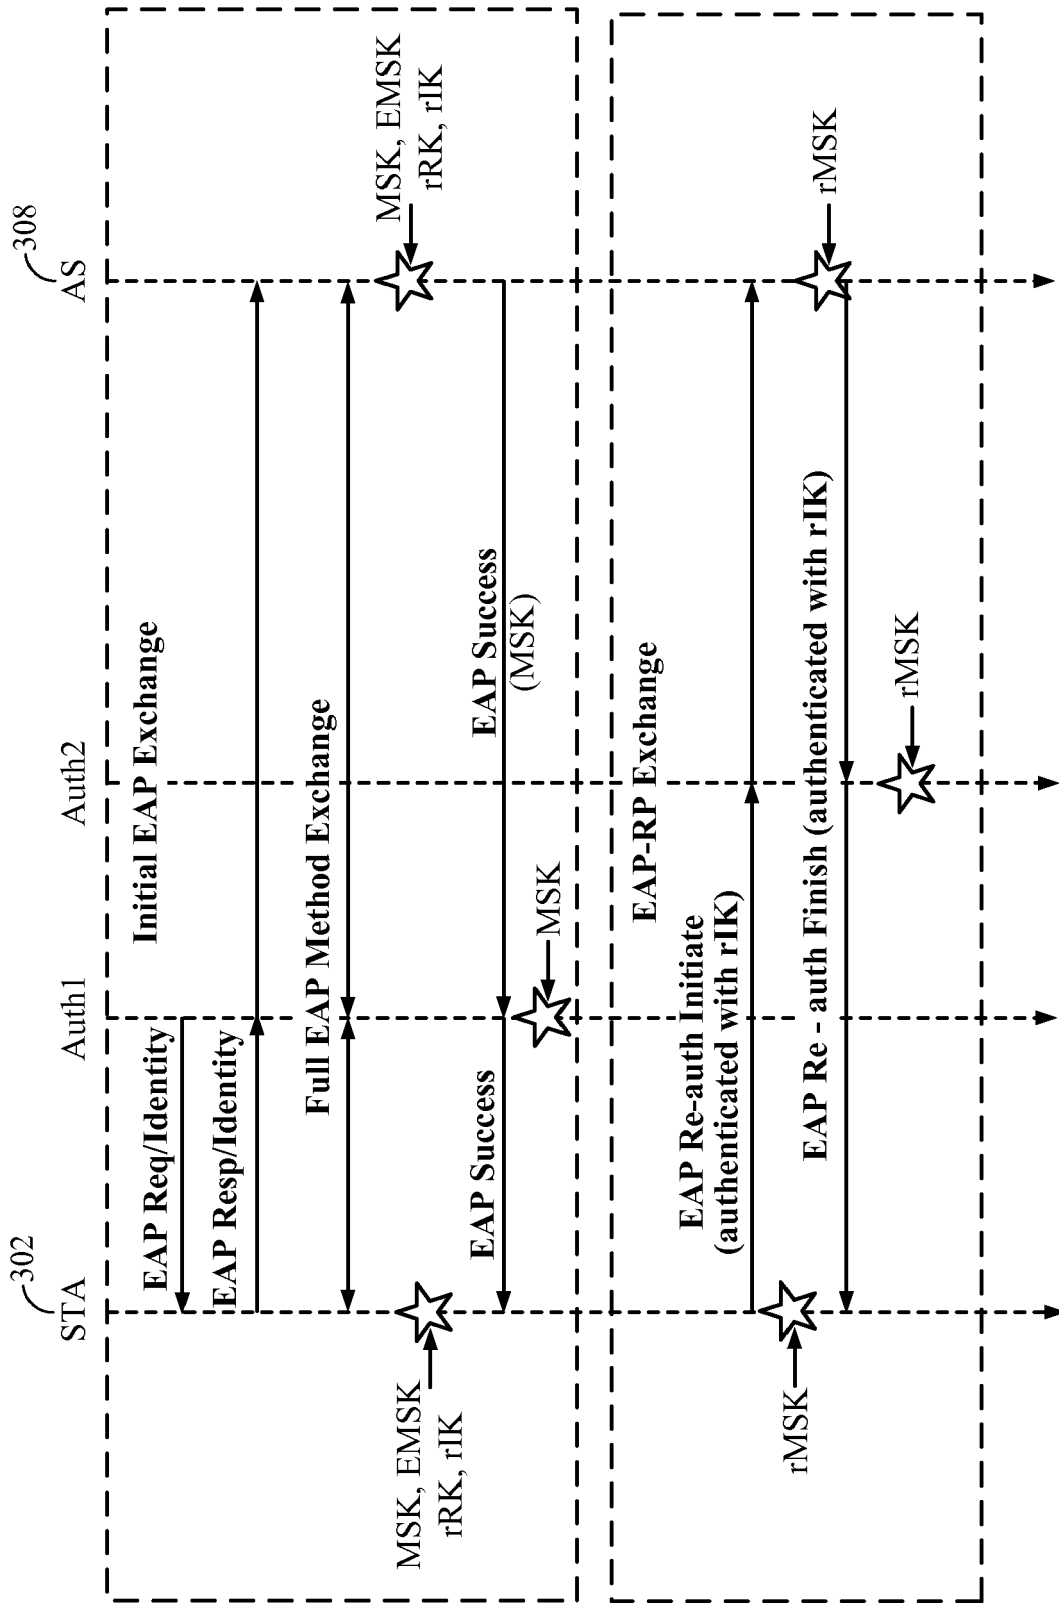 302
308
STA
Auth1
Auth2
AS
Initial EAP Exchange
EAP Req/Identity
EAP Resp/Identity
Full EAP Method Exchange
MSK, EMSK
rRK, rIK
MSK, EMSK
rRK, rIK
EAP Success
EAP Success
(MSK)
MSK
EAP-RP Exchange
EAP Re-auth Initiate
(authenticated with rIK)
rMSK
rMSK
EAP Re - auth Finish (authenticated with rIK)
rMSK